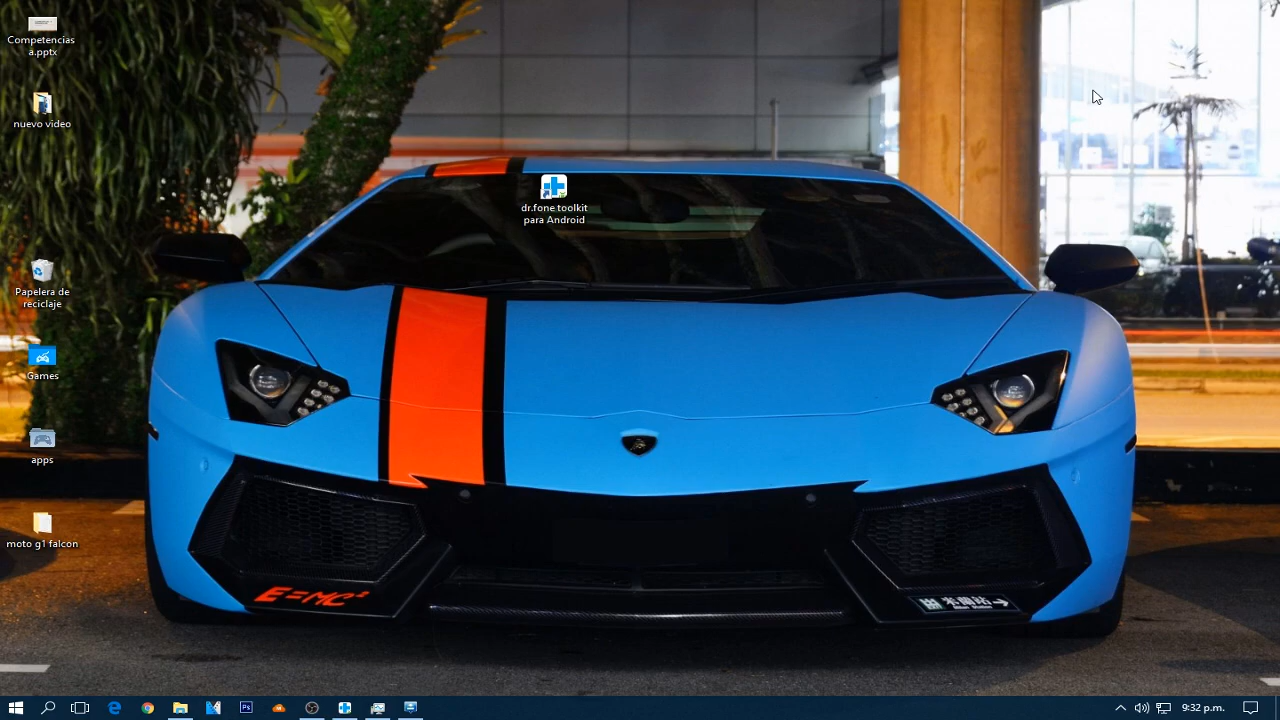 Competencias
a.pptx
nuevo video
dr.fone toolkit
para Android
Papelera de
reciclaje
Games
apps
moto g1 falcon
E=MC²
Ps
9:32 p.m.